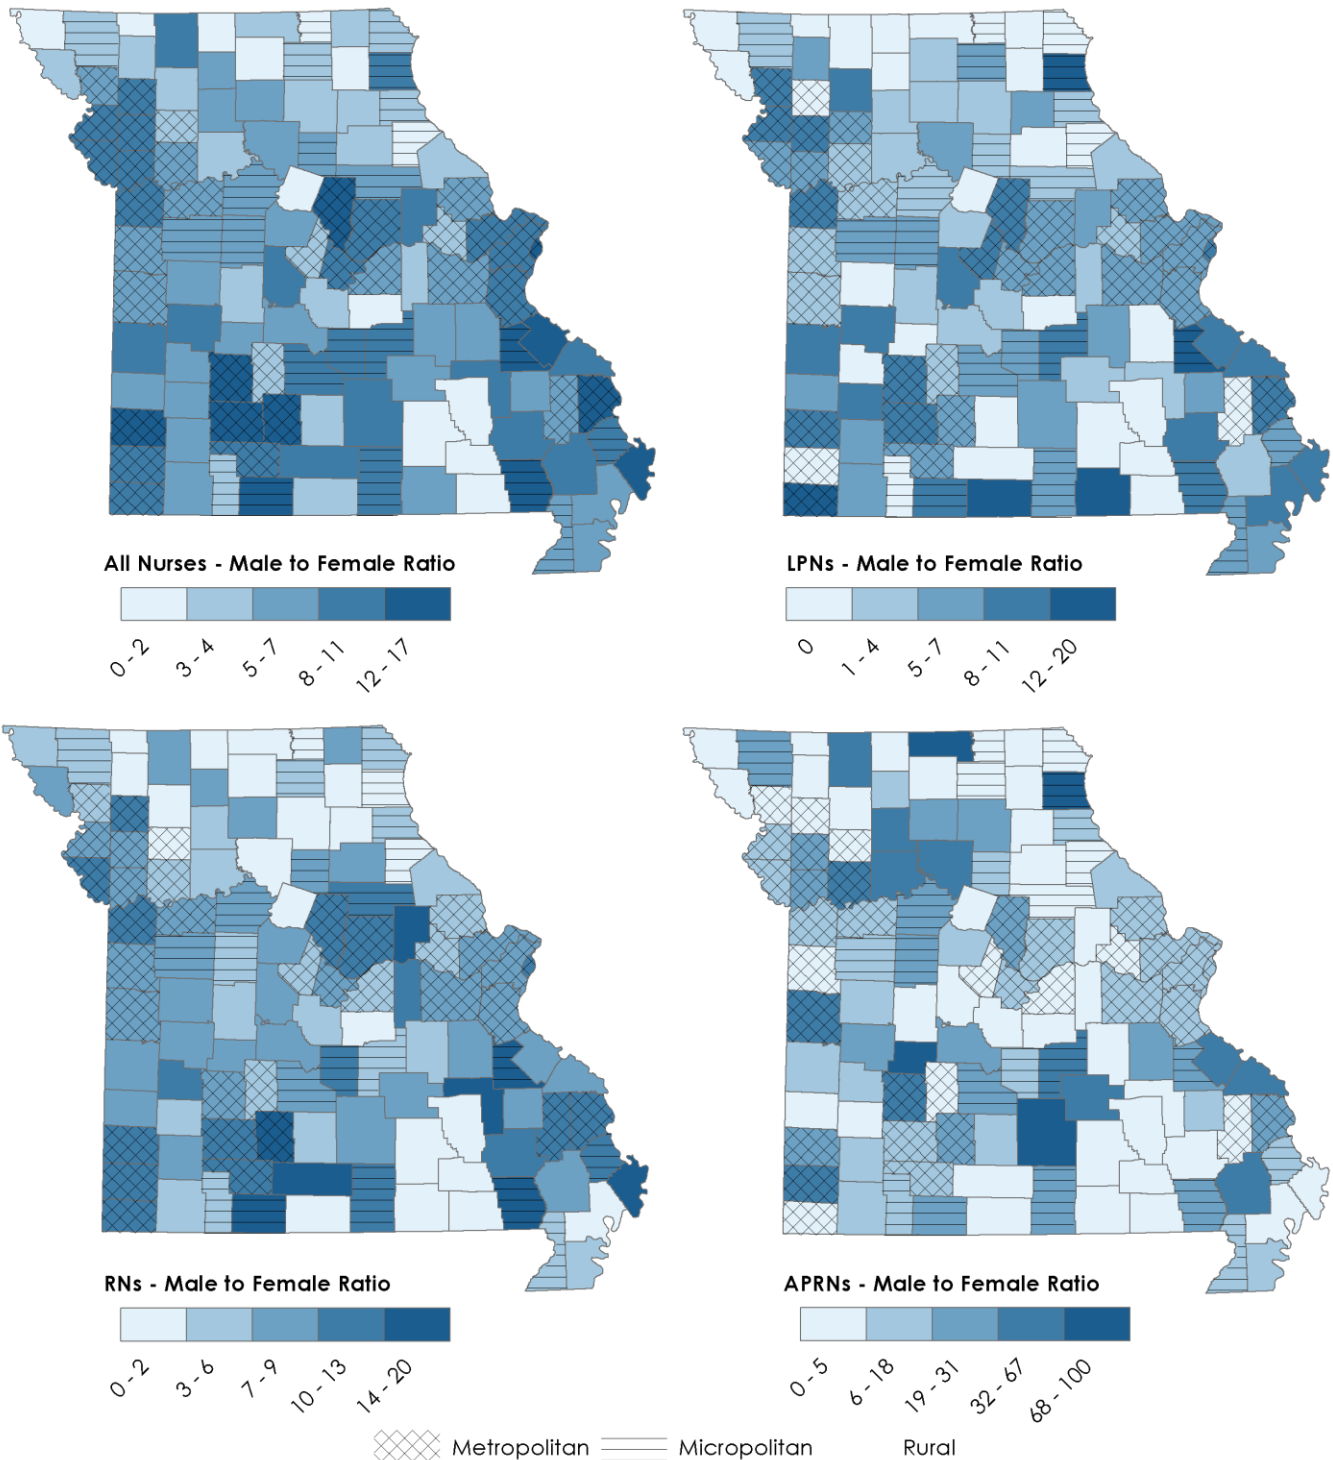 All Nurses - Male to Female Ratio
0 - 2
3 - 4
5 - 7
8 - 11
12 - 17
LPNs - Male to Female Ratio
0
1 - 4
5 - 7
8 - 11
12 - 20
RNs - Male to Female Ratio
0 - 2
3 - 6
7 - 9
10 - 13
14 - 20
APRNs - Male to Female Ratio
0 - 5
6 - 18
19 - 31
32 - 67
68 - 100
Metropolitan Micropolitan Rural